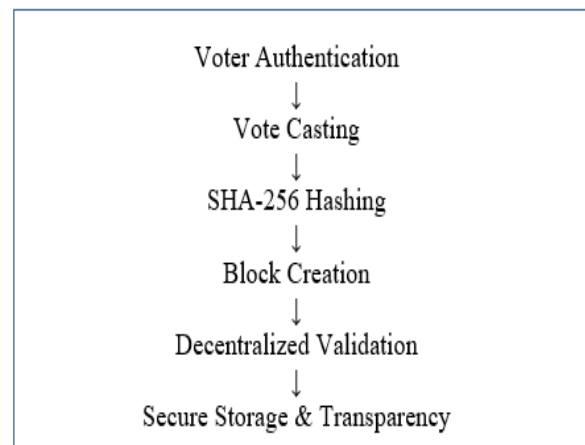 Voter Authentication
↓
Vote Casting
↓
SHA-256 Hashing
↓
Block Creation
↓
Decentralized Validation
↓
Secure Storage & Transparency